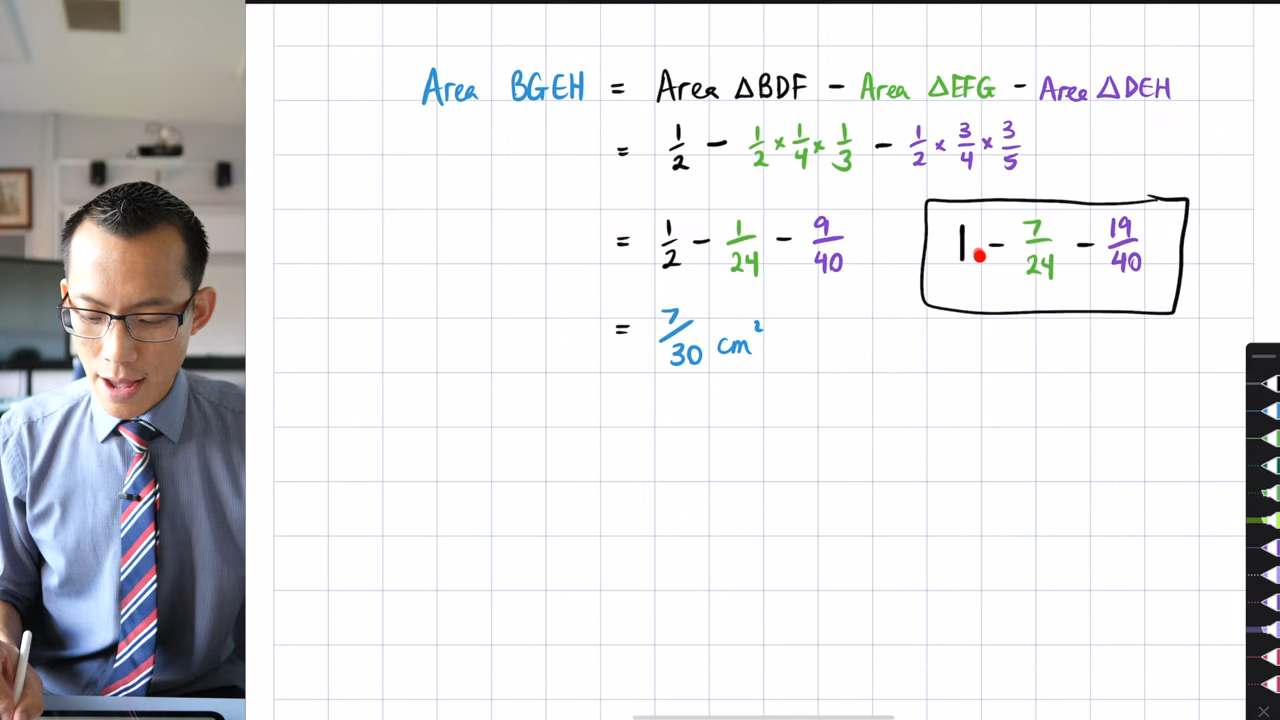 Area BGEH = Area △BDF - Area △EFG - Area △DEH
= 1/2 - 1/2 × 1/4 × 1/3 - 1/2 × 3/4 × 3/5
= 1/2 - 1/24 - 9/40
1 - 7/24 - 19/40
= 7/30 cm²